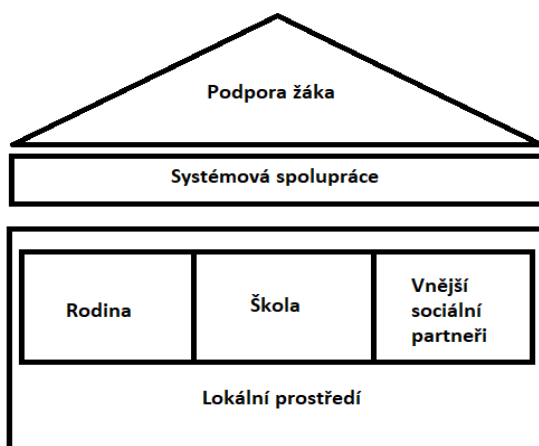 Podpora žáka
Systémová spolupráce
Rodina
Škola
Vnější
sociální
partneři
Lokální prostředí